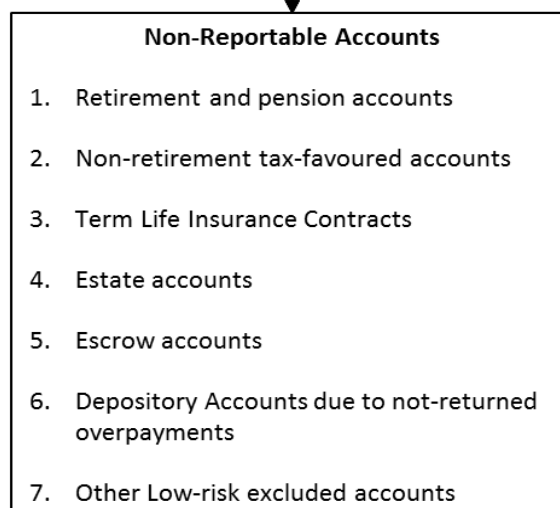 Non-Reportable Accounts
1. Retirement and pension accounts
2. Non-retirement tax-favoured accounts
3. Term Life Insurance Contracts
4. Estate accounts
5. Escrow accounts
6. Depository Accounts due to not-returned
overpayments
7. Other Low-risk excluded accounts